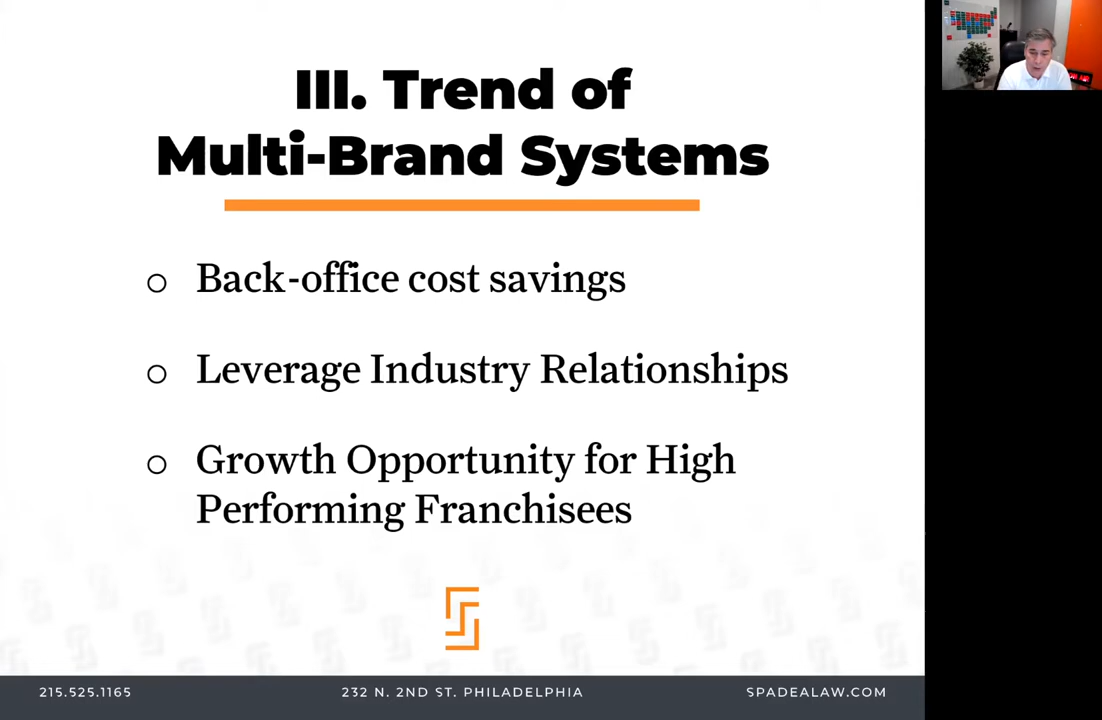 III. Trend of
Multi-Brand Systems
Back-office cost savings
Leverage Industry Relationships
Growth Opportunity for High
Performing Franchisees
215.525.1165
232 N. 2ND ST. PHILADELPHIA
SPADEALAW.COM